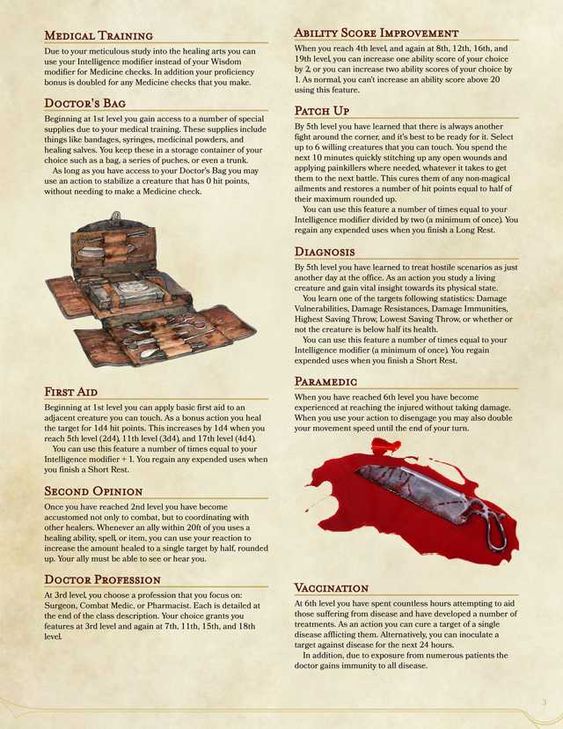 MEDICAL TRAINING
Due to your meticulous study into the healing arts you can
use your Intelligence modifier instead of your Wisdom
modifier for Medicine checks. In addition your proficiency
bonus is doubled for any Medicine checks that you make.
DOCTOR'S BAG
Beginning at 1st level you gain access to a number of special
supplies due to your medical training. These supplies include
things like bandages, syringes, medicinal powders, and
healing salves. You keep these in a storage container of your
choice such as a bag, a series of puches, or even a trunk.
As long as you have access to your Doctor's Bag you may
use an action to stabilize a creature that has 0 hit points,
without needing to make a Medicine check.
FIRST AID
Beginning at 1st level you can apply basic first aid to an
adjacent creature you can touch. As a bonus action you heal
the target for 1d4 hit points. This increases by 1d4 when you
reach 5th level (2d4), 11th level (3d4), and 17th level (4d4).
You can use this feature a number of times equal to your
Intelligence modifier + 1. You regain any expended uses when
you finish a Short Rest.
SECOND OPINION
Once you have reached 2nd level you have become
accustomed not only to combat, but to coordinating with
other healers. Whenever an ally within 20ft of you uses a
healing ability, spell, or item, you can use your reaction to
increase the amount healed to a single target by half, rounded
up. Your ally must be able to see or hear you.
DOCTOR PROFESSION
At 3rd level, you choose a profession that you focus on:
Surgeon, Combat Medic, or Pharmacist. Each is detailed at
the end of the class description. Your choice grants you
features at 3rd level and again at 7th, 11th, 15th, and 18th
level.
ABILITY SCORE IMPROVEMENT
When you reach 4th level, and again at 8th, 12th, 16th, and
19th level, you can increase one ability score of your choice
by 2, or you can increase two ability scores of your choice by
1. As normal, you can't increase an ability score above 20
using this feature.
PATCH UP
By 5th level you have learned that there is always another
fight around the corner, and it's best to be ready for it. Select
up to 6 willing creatures that you can touch. You spend the
next 10 minutes quickly stitching up any open wounds and
applying painkillers where needed, whatever it takes to get
them to the next battle. This cures them of any non-magical
ailments and restores a number of hit points equal to half of
their maximum rounded up.
You can use this feature a number of times equal to your
Intelligence modifier divided by two (a minimum of once). You
regain any expended uses when you finish a Long Rest.
DIAGNOSIS
By 5th level you have learned to treat hostile scenarios as just
another day at the office. As an action you study a living
creature and gain vital insight towards its physical state.
You learn one of the targets following statistics: Damage
Vulnerabilities, Damage Resistances, Damage Immunities,
Highest Saving Throw, Lowest Saving Throw, or whether or
not the creature is below half its health.
You can use this feature a number of times equal to your
Intelligence modifier (a minimum of once). You regain
expended uses when you finish a Short Rest.
PARAMEDIC
When you have reached 6th level you have become
experienced at reaching the injured without taking damage.
When you use your action to disengage you may also double
your movement speed until the end of your turn.
VACCINATION
At 6th level you have spent countless hours attempting to aid
those suffering from disease and have developed a number of
treatments. As an action you can cure a target of a single
disease afflicting them. Alternatively, you can inoculate a
target against disease for the next 24 hours.
In addition, due to exposure from numerous patients the
doctor gains immunity to all disease.
3